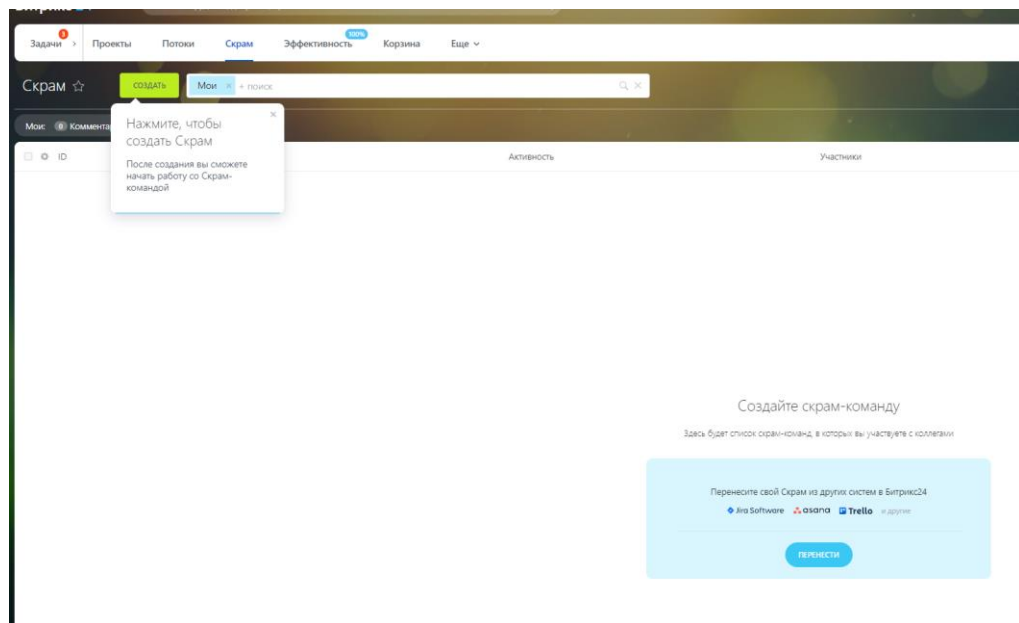 3
100%
Задачи > Проекты Потоки Скрам Эффективность Корзина Еще
Скрам СОЗДАТЬ Мои × + поиск
Мои: 0
Нажмите, чтобы
создать Скрам
После создания вы сможете
начать работу со Скрам-
командой
ID Активность Участники
Создайте скрам-команду
Здесь будет список скрам-команд, в которых вы участвуете с коллегами
Перенесите свой Скрам из других систем в Битрикс24
Jira Software asana Trello и другие
ПЕРЕНЕСТИ